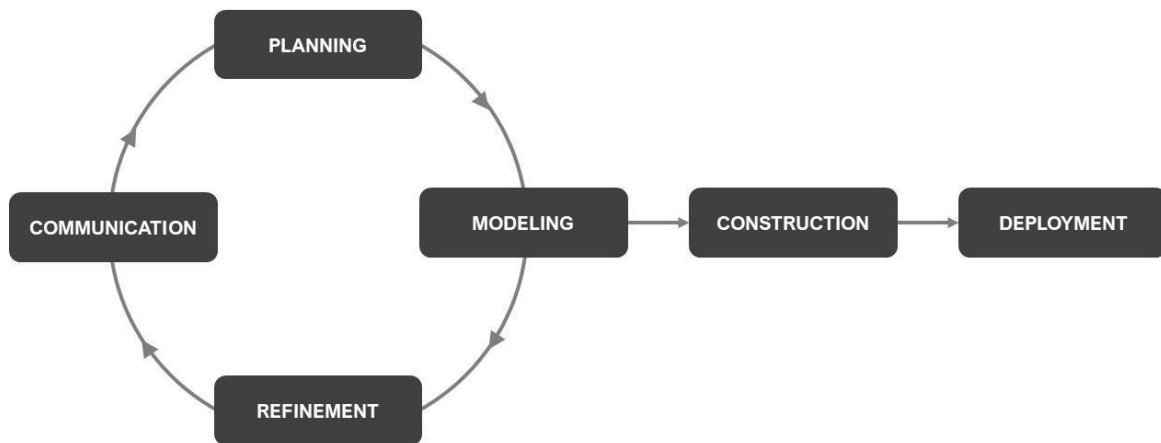 PLANNING
COMMUNICATION
MODELING
CONSTRUCTION
DEPLOYMENT
REFINEMENT